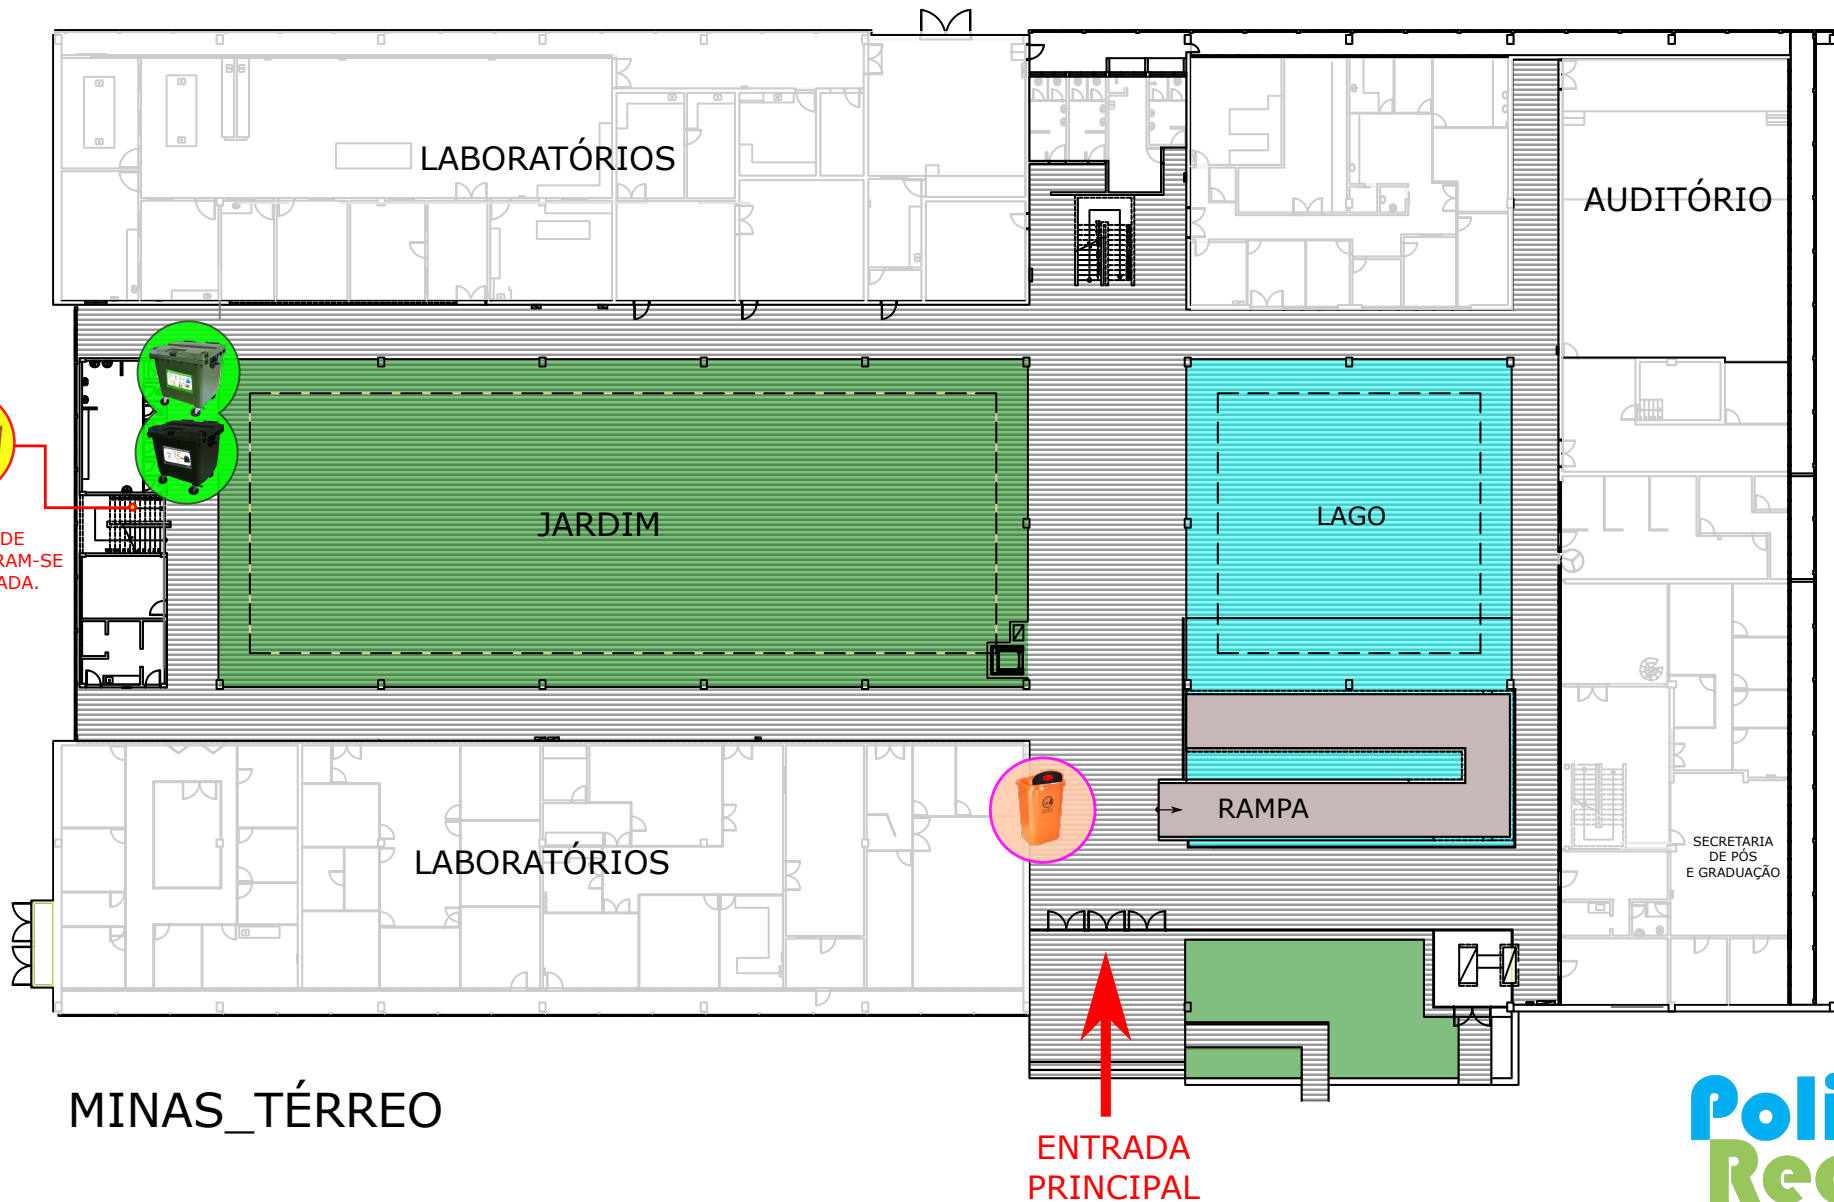 LABORATÓRIOS
AUDITÓRIO
JARDIM
LAGO
DE
RAM-SE
ADA.
RAMPA
LABORATÓRIOS
SECRETARIA
DE PÓS
E GRADUAÇÃO
MINAS_TÉRREO
ENTRADA
PRINCIPAL
Poli
Rec